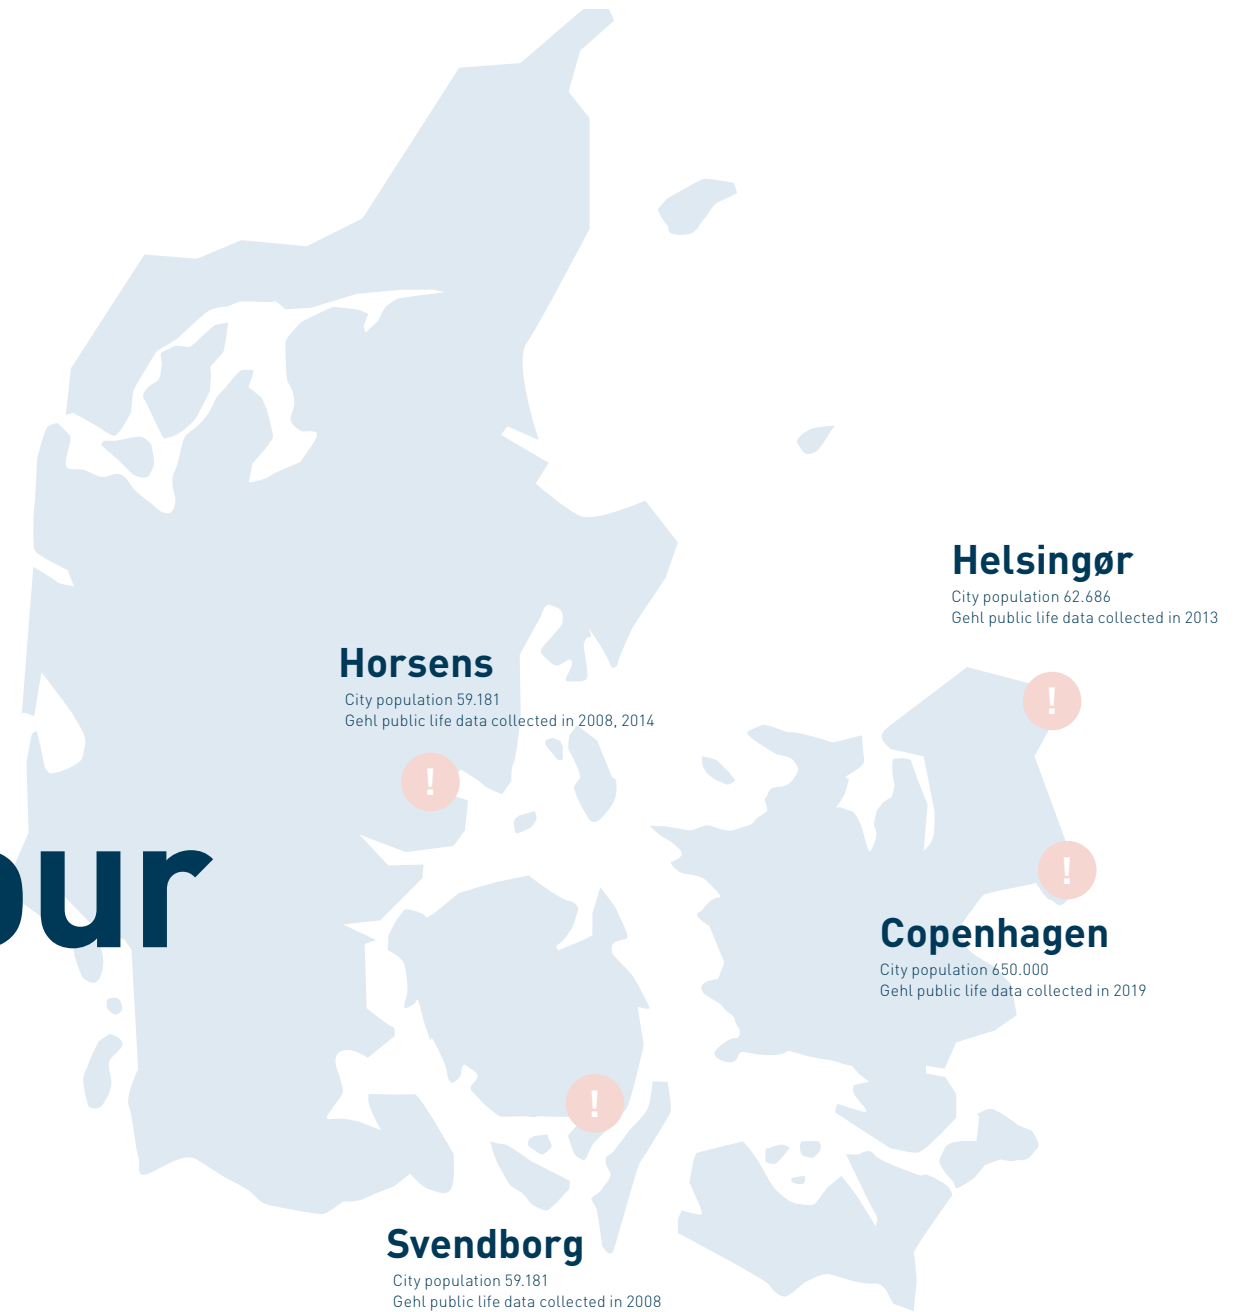 Helsingør
City population 62.686
Gehl public life data collected in 2013
Horsens
City population 59.181
Gehl public life data collected in 2008, 2014
!
!
our
!
Copenhagen
City population 650.000
Gehl public life data collected in 2019
!
Svendborg
City population 59.181
Gehl public life data collected in 2008